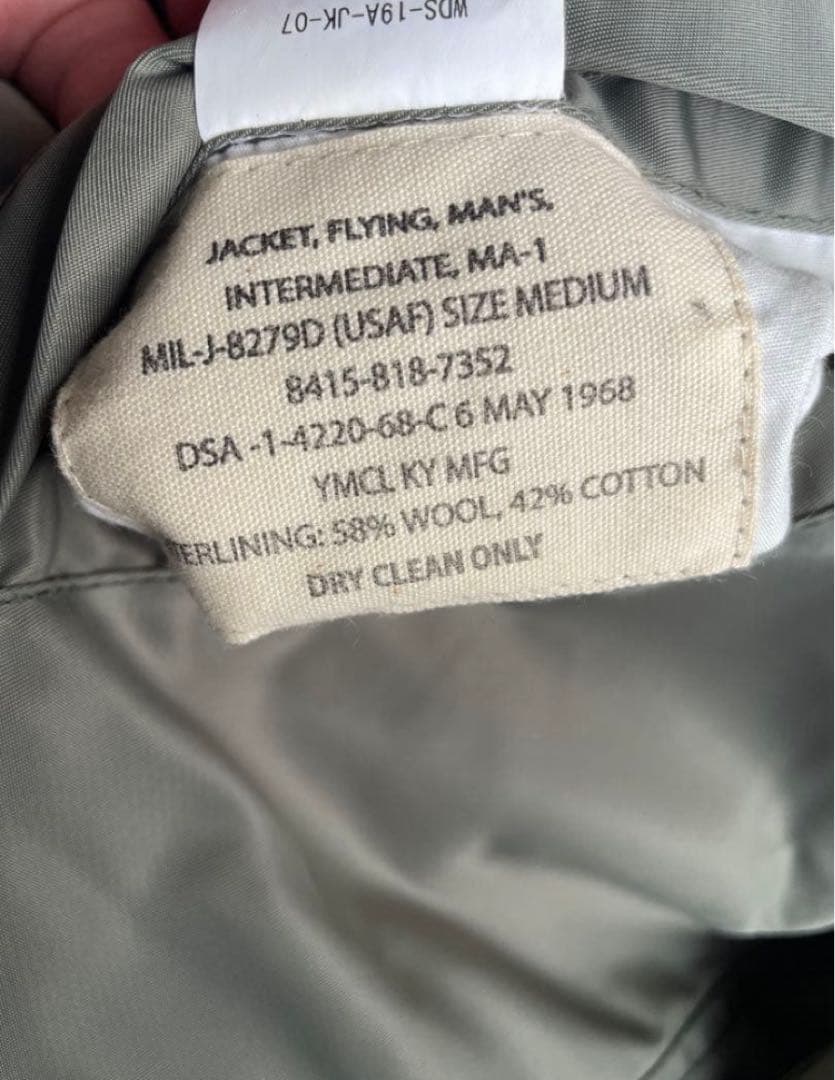 WDS-19A-JK-07
JACKET, FLYING, MAN'S,
INTERMEDIATE, MA-1
MIL-J-8279D (USAF) SIZE MEDIUM
8415-818-7352
DSA -1-4220-68-C 6 MAY 1968
YMCL KY MFG
TERLINING: 58% WOOL, 42% COTTON
DRY CLEAN ONLY